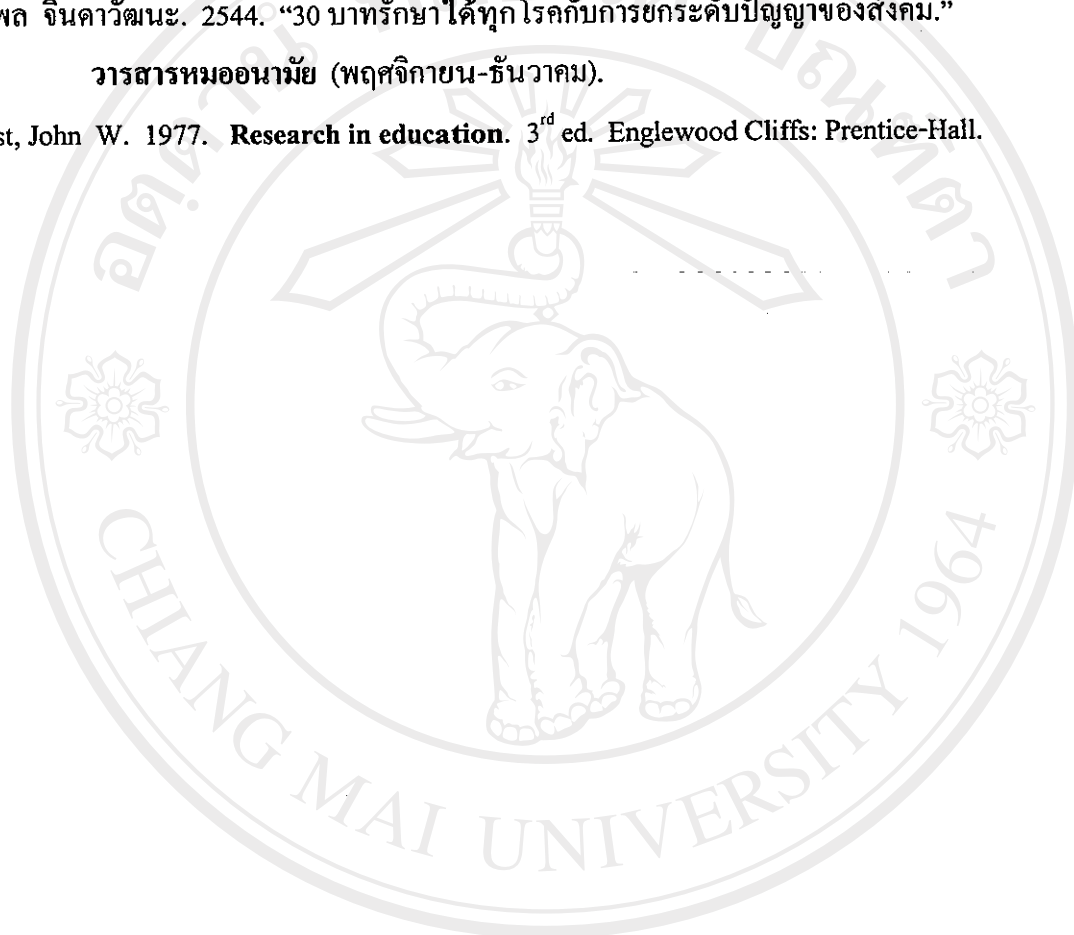 พล จินดาวัฒนะ. 2544. “30 บาทรักษาได้ทุกโรคกับการยกระดับปัญญาของสังคม.”
วารสารหมออนามัย (พฤศจิกายน-ธันวาคม).
st, John W. 1977. Research in education. 3rd ed. Englewood Cliffs: Prentice-Hall.
CHIANG MAI UNIVERSITY 1964